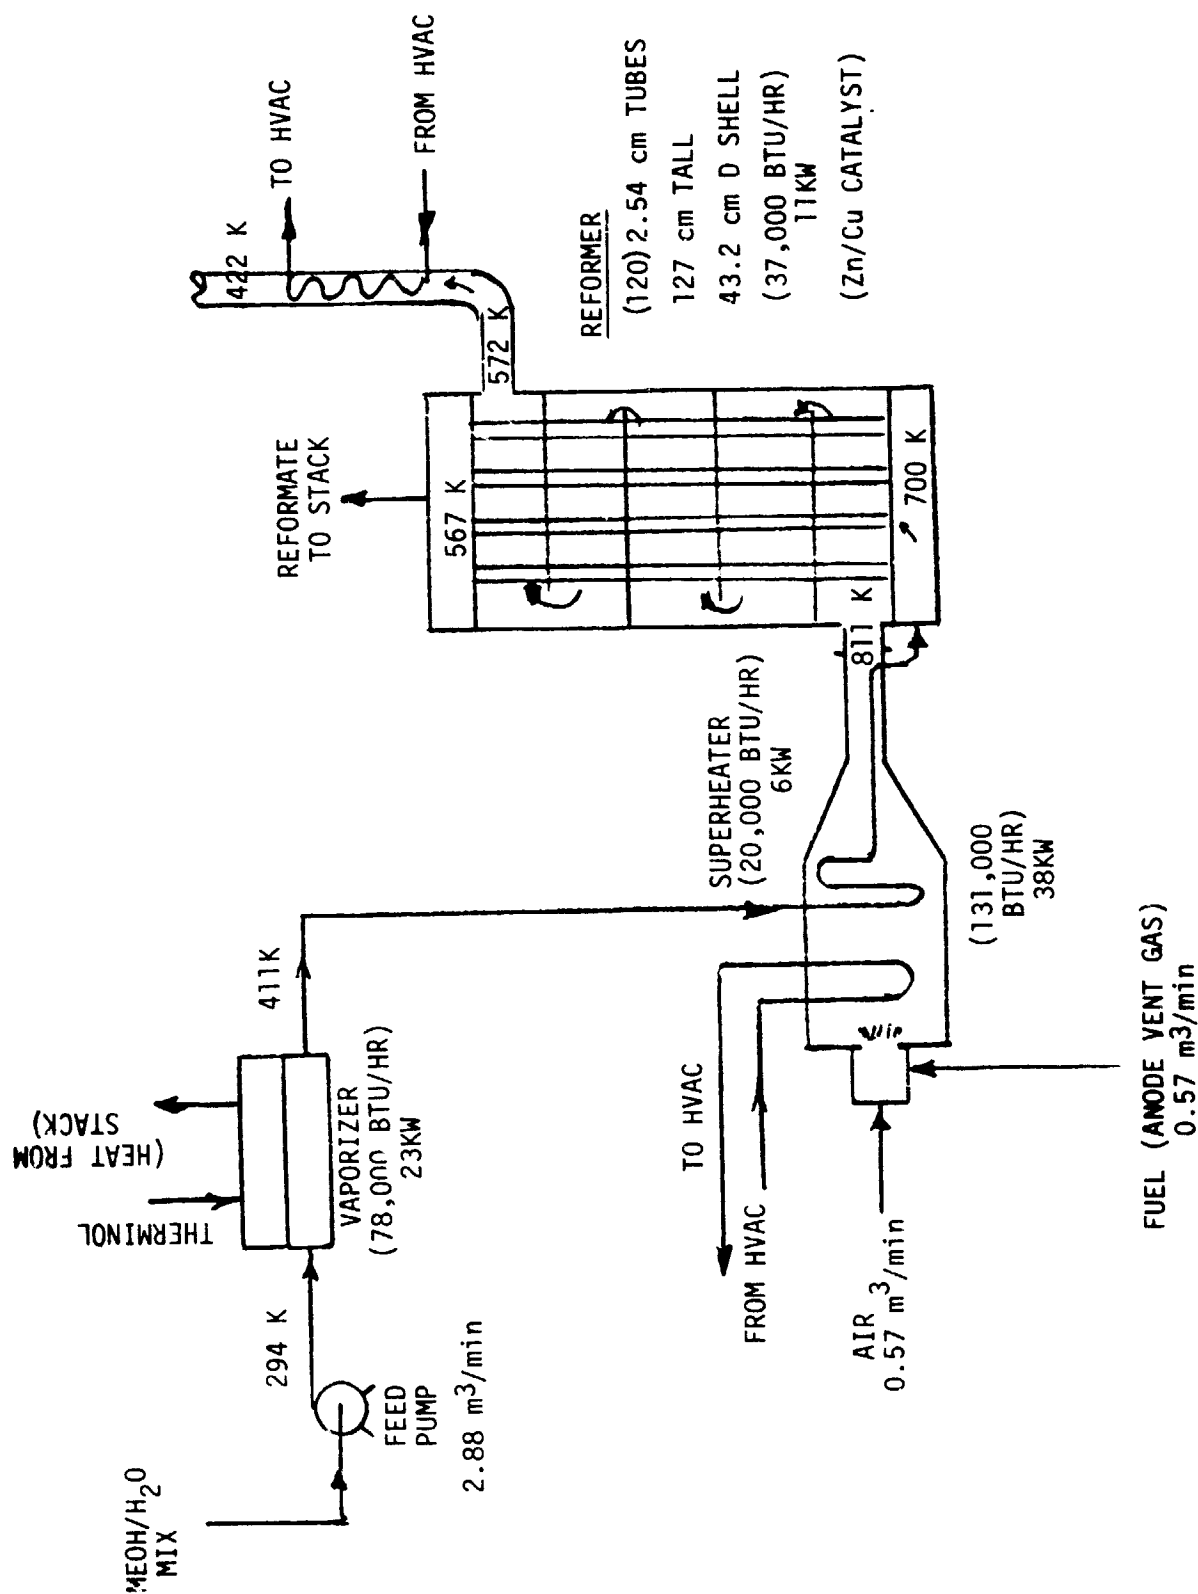 MEOH/H2O
MIX
FEED
PUMP
2.88 m3/min
294 K
THERMINOL
(HEAT FROM
STACK)
VAPORIZER
(78,000 BTU/HR)
23KW
411K
SUPERHEATER
(20,000 BTU/HR)
6KW
TO HVAC
FROM HVAC
AIR
0.57 m3/min
FUEL (ANODE VENT GAS)
0.57 m3/min
(131,000
BTU/HR)
38KW
811 K
700 K
567 K
REFORMATE
TO STACK
572 K
422 K
TO HVAC
FROM HVAC
REFORMER
(120) 2.54 cm TUBES
127 cm TALL
43.2 cm D SHELL
(37,000 BTU/HR)
11KW
(Zn/Cu CATALYST)